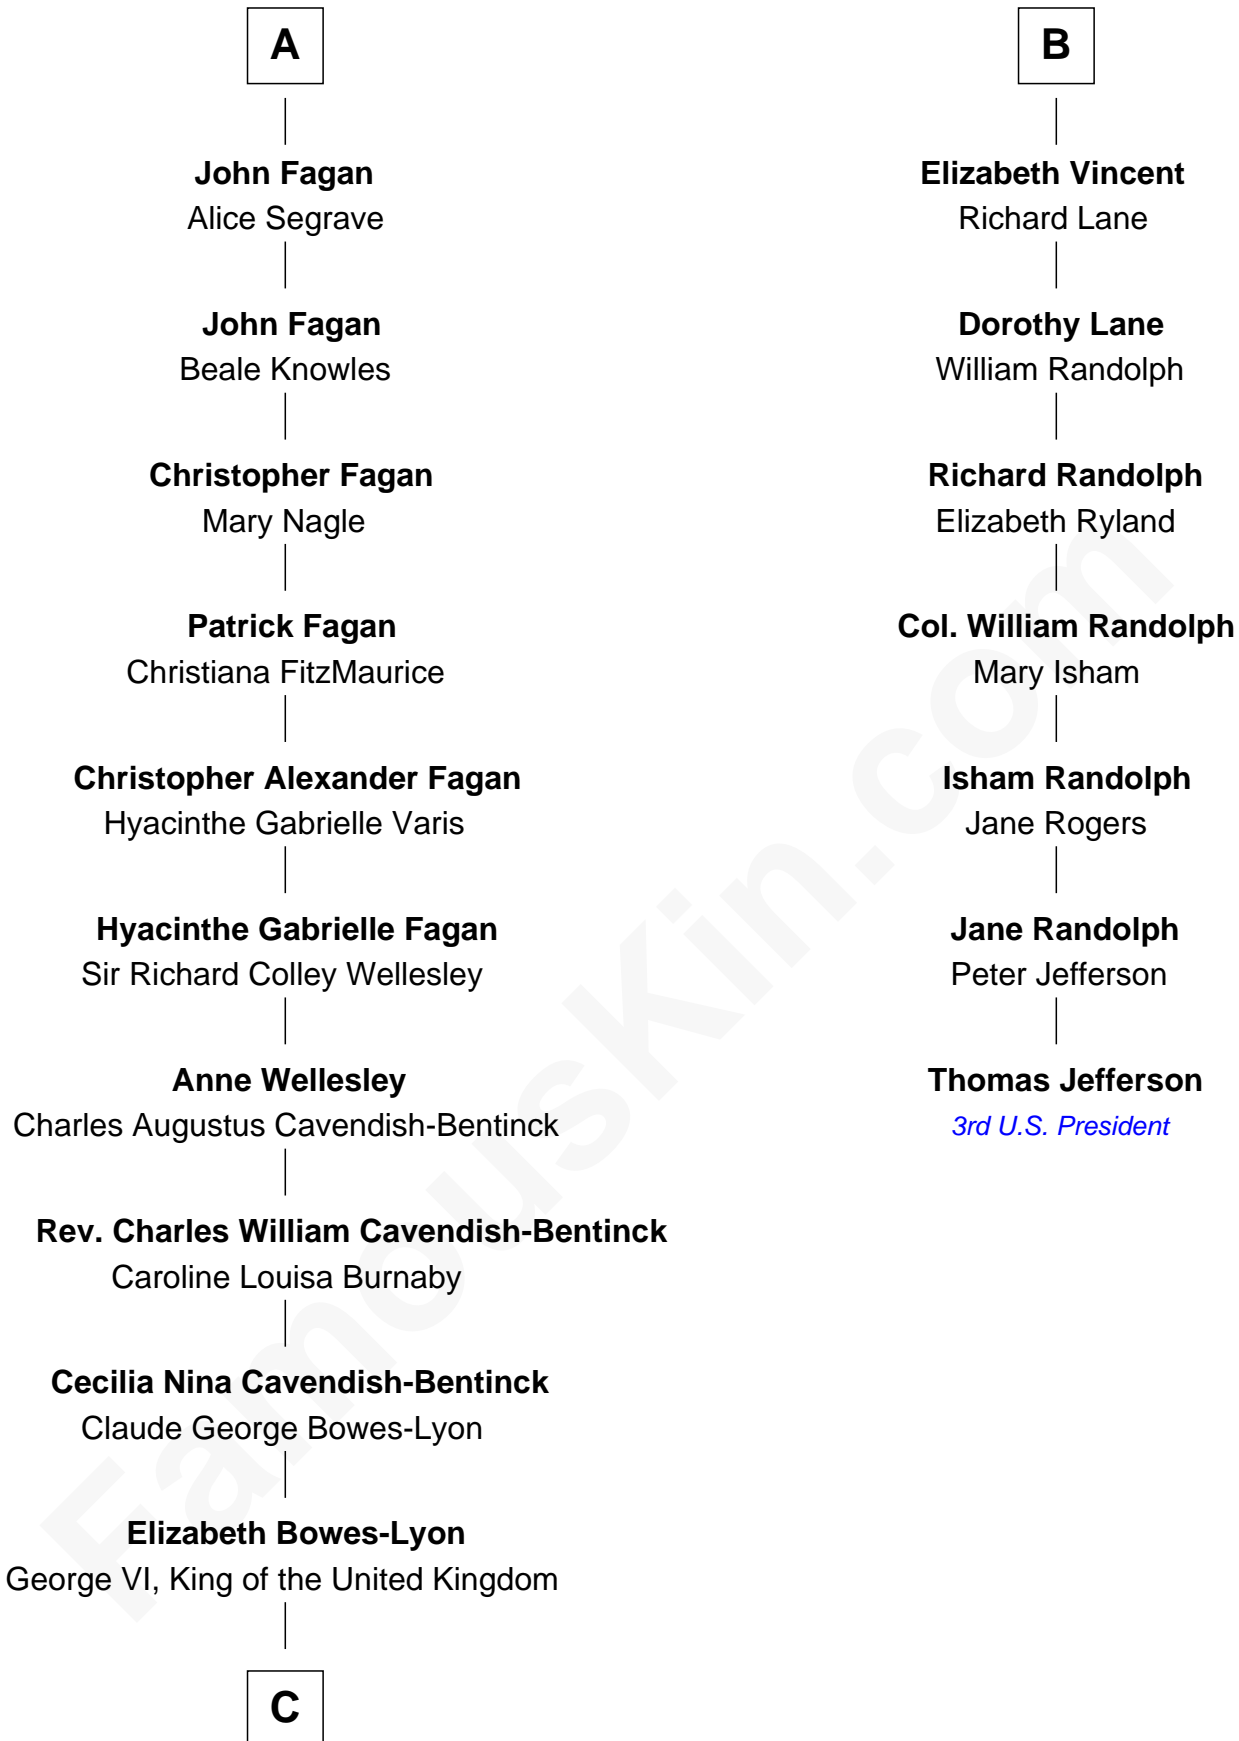 A
John Fagan
Alice Segrave
John Fagan
Beale Knowles
Christopher Fagan
Mary Nagle
Patrick Fagan
Christiana FitzMaurice
Christopher Alexander Fagan
Hyacinthe Gabrielle Varis
Hyacinthe Gabrielle Fagan
Sir Richard Colley Wellesley
Anne Wellesley
Charles Augustus Cavendish-Bentinck
Rev. Charles William Cavendish-Bentinck
Caroline Louisa Burnaby
Cecilia Nina Cavendish-Bentinck
Claude George Bowes-Lyon
Elizabeth Bowes-Lyon
George VI, King of the United Kingdom
C
B
Elizabeth Vincent
Richard Lane
Dorothy Lane
William Randolph
Richard Randolph
Elizabeth Ryland
Col. William Randolph
Mary Isham
Isham Randolph
Jane Rogers
Jane Randolph
Peter Jefferson
Thomas Jefferson
3rd U.S. President
FamousKin.com